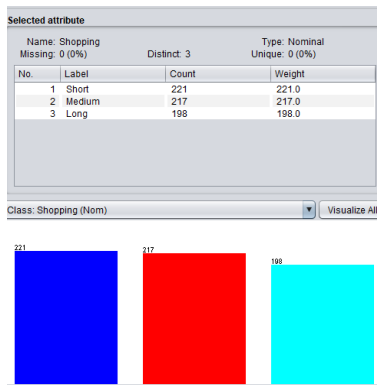 Selected attribute
Name: Shopping Type: Nominal
Missing: 0 (0%) Distinct: 3 Unique: 0 (0%)
No. Label Count Weight
1 Short 221 221.0
2 Medium 217 217.0
3 Long 198 198.0
Class: Shopping (Nom) Visualize All
221 217 198